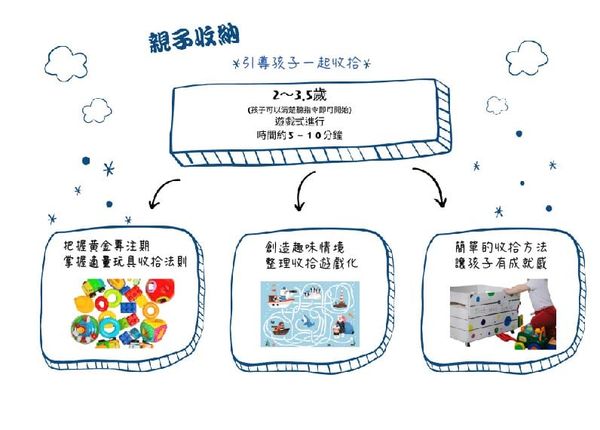 親子收納
*引導孩子一起收拾*
2～3.5歲
(孩子可以清楚聽指令即可開始)
遊戲式進行
時間約5-10分鐘
把握黃金專注期
掌握適量玩具收拾法則
創造趣味情境
整理收拾遊戲化
簡單的收拾方法
讓孩子有成就感